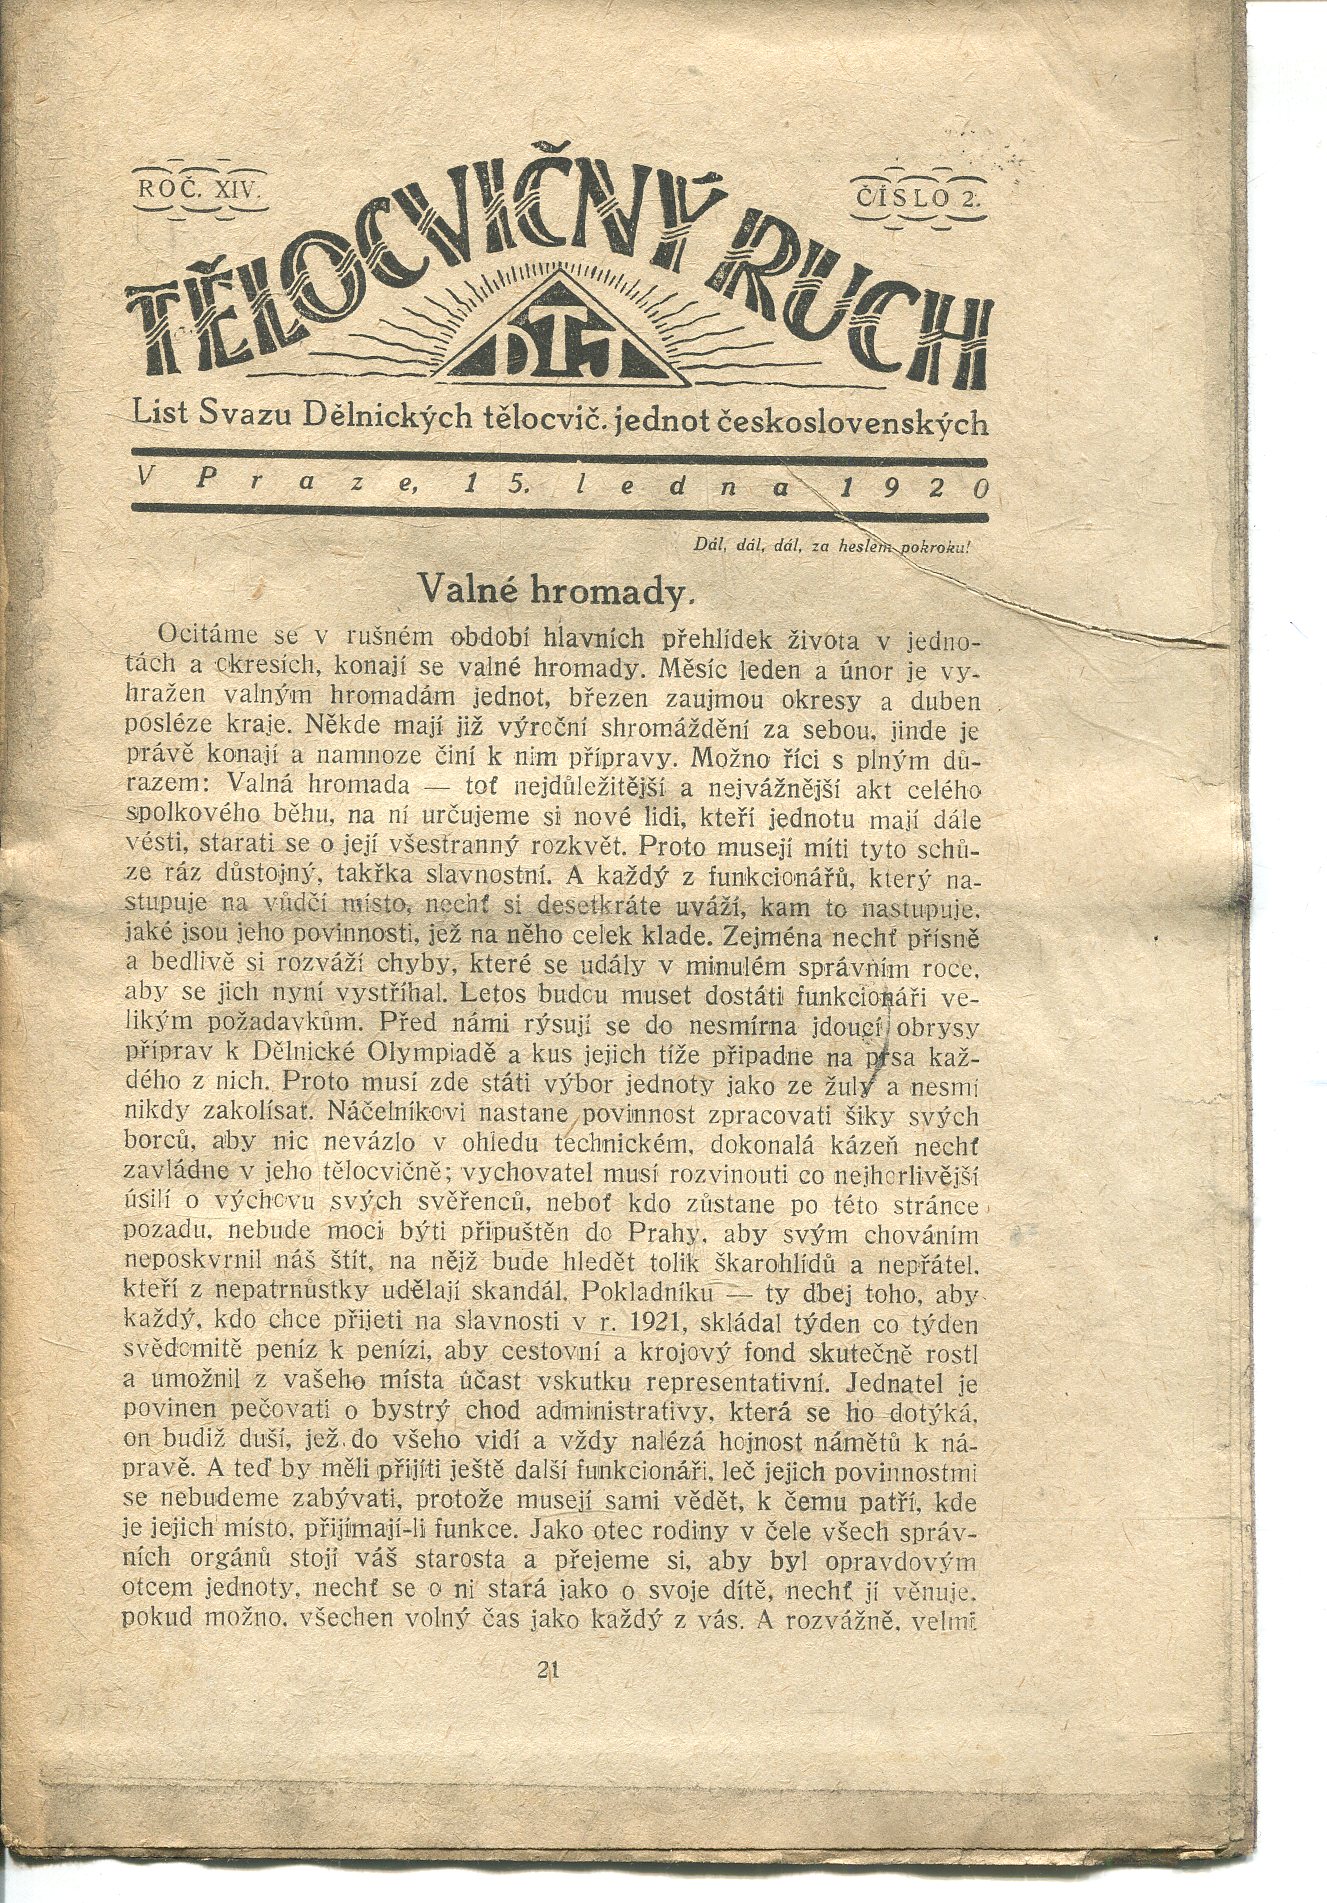 ROČ. XIV.
ČÍSLO 2.
TĚLOCVIČNÝ RUCH
DTJ
List Svazu Dělnických tělocvič. jednot československých
V Praze, 15. ledna 1920
Dál, dál, dál, za heslem pokroku!
Valné hromady.
Ocitáme se v rušném období hlavních přehlídek života v jedno-
tách a okresích, konají se valné hromady. Měsíc leden a únor je vy-
hražen valným hromadám jednot, březen zaujmou okresy a duben
posléze kraje. Někde mají již výroční shromáždění za sebou, jinde je
právě konají a namnoze činí k nim přípravy. Možno říci s plným dů-
razem: Valná hromada — toť nejdůležitější a nejvážnější akt celého
spolkového běhu, na ní určujeme si nové lidi, kteří jednotu mají dále
vésti, starati se o její všestranný rozkvět. Proto musejí míti tyto schů-
ze ráz důstojný, takřka slavnostní. A každý z funkcionářů, který na-
stupuje na vůdčí místo, nechť si desetkráte uváží, kam to nastupuje,
jaké jsou jeho povinnosti, jež na něho celek klade. Zejména nechť přísně
a bedlivě si rozváží chyby, které se udály v minulém správním roce,
aby se jich nyní vystříhal. Letos budou muset dostáti funkcionáři ve-
likým požadavkům. Před námi rýsují se do nesmírna jdoucí obrysy
příprav k Dělnické Olympiadě a kus jejich tíže připadne na prsa kaž-
dého z nich. Proto musí zde státi výbor jednoty jako ze žuly a nesmí
nikdy zakolísat. Náčelníkovi nastane povinnost zpracovati šiky svých
borců, aby nic nevázlo v ohledu technickém, dokonalá kázeň nechť
zavládne v jeho tělocvičně; vychovatel musí rozvinouti co nejhorlivější
úsilí o výchovu svých svěřenců, neboť kdo zůstane po této stránce
pozadu, nebude moci býti připuštěn do Prahy, aby svým chováním
neposkvrnil náš štít, na nějž bude hledět tolik škarohlídů a nepřátel,
kteří z nepatrnůstky udělají skandál. Pokladníku — ty dbej toho, aby
každý, kdo chce přijeti na slavnosti v r. 1921, skládal týden co týden
svědomitě peníz k penízi, aby cestovní a krojový fond skutečně rostl
a umožnil z vašeho místa účast vskutku representativní. Jednatel je
povinen pečovati o bystrý chod administrativy, která se ho dotýká,
on budiž duší, jež do všeho vidí a vždy nalézá hojnost námětů k ná-
pravě. A teď by měli přijíti ještě další funkcionáři, leč jejich povinnostmi
se nebudeme zabývati, protože musejí sami vědět, k čemu patří, kde
je jejich místo, přijímají-li funkce. Jako otec rodiny v čele všech správ-
ních orgánů stojí váš starosta a přejeme si, aby byl opravdovým
otcem jednoty, nechť se o ni stará jako o svoje dítě, nechť jí věnuje,
pokud možno, všechen volný čas jako každý z vás. A rozvážně, velmi
21